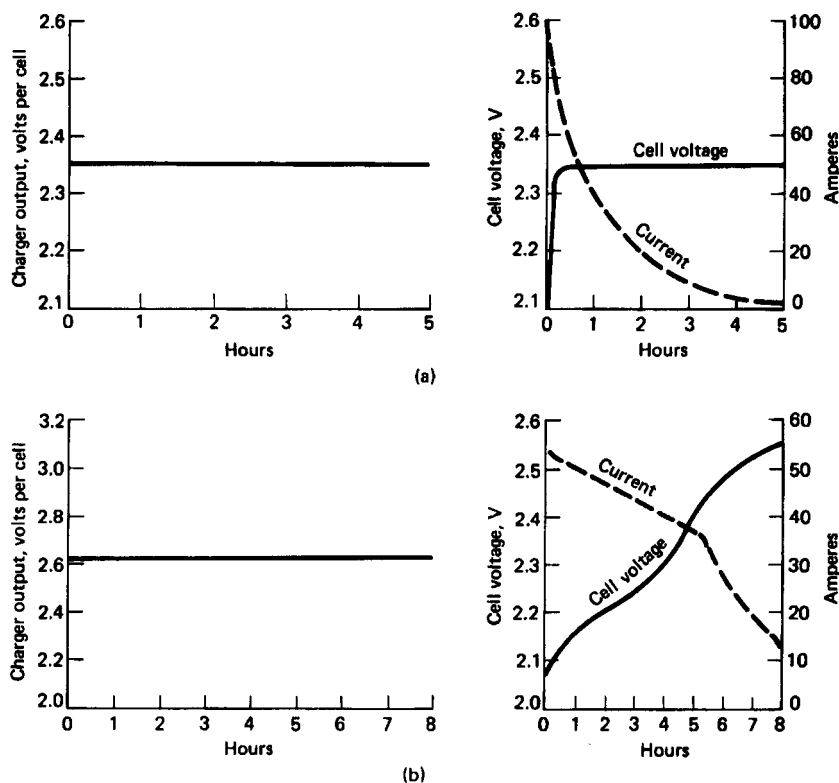 Charger output, volts per cell
2.6
2.5
2.4
2.3
2.2
2.1
0 1 2 3 4 5
Hours
Cell voltage, V
2.6
2.5
2.4
2.3
2.2
2.1
Cell voltage
Current
100
80
60
40
20
0
Amperes
0 1 2 3 4 5
Hours
(a)
Charger output, volts per cell
3.2
3.0
2.8
2.6
2.4
2.2
2.0
0 1 2 3 4 5 6 7 8
Hours
Cell voltage, V
2.6
2.5
2.4
2.3
2.2
2.1
2.0
Current
Cell voltage
60
50
40
30
20
10
0
Amperes
0 1 2 3 4 5 6 7 8
Hours
(b)